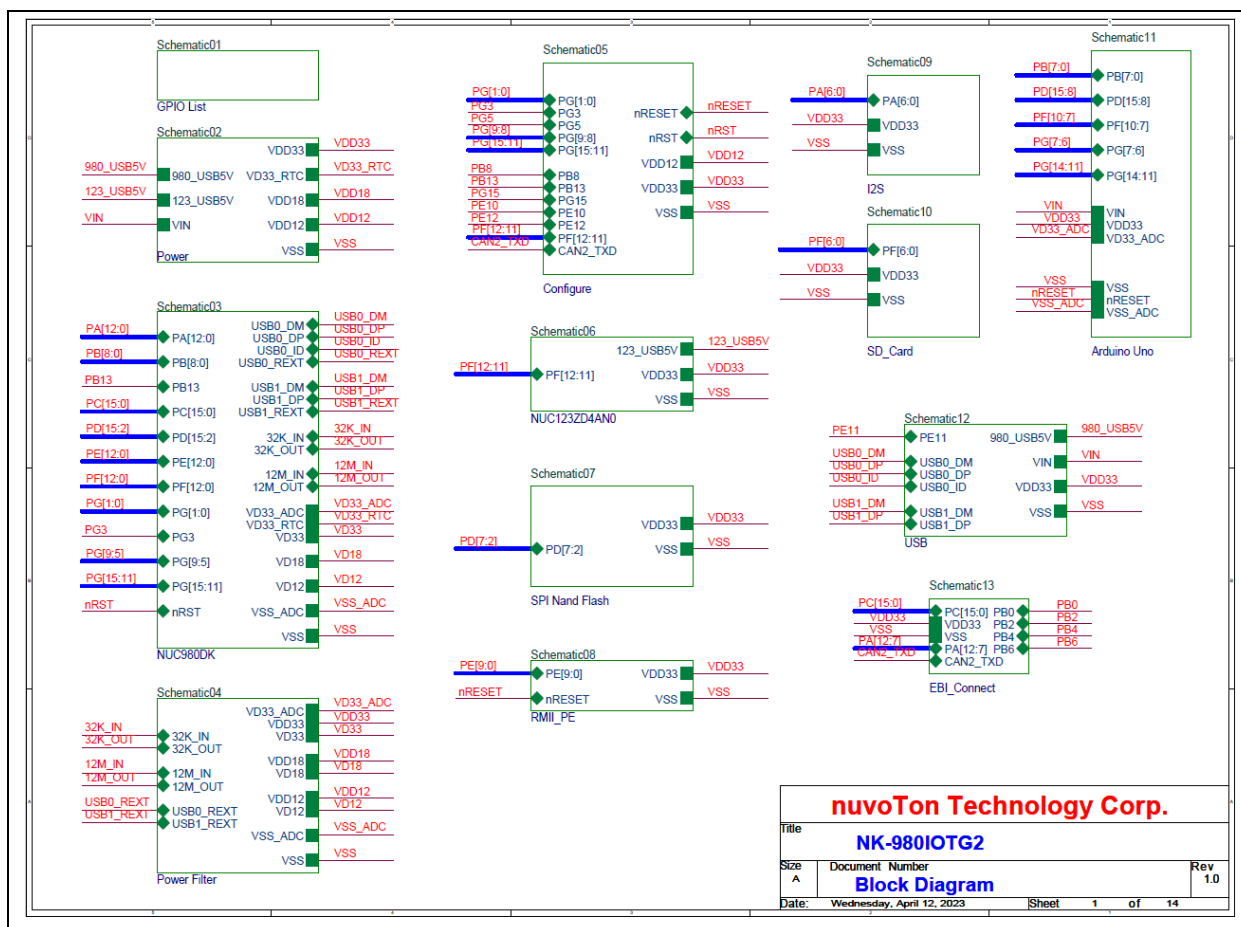 Schematic01
GPIO List
Schematic02
VDD33 VDD33
980_USB5V 980_USB5V VD33_RTC VD33_RTC
123_USB5V 123_USB5V VDD18 VDD18
VIN VIN VDD12 VDD12
VSS VSS
Power
Schematic03
USB0_DM USB0_DM
PA[12:0] PA[12:0] USB0_DP USB0_DP
USB0_ID USB0_ID
PB[8:0] PB[8:0] USB0_REXT USB0_REXT
PB13 PB13 USB1_DM USB1_DM
USB1_DP USB1_DP
PC[15:0] PC[15:0] USB1_REXT USB1_REXT
PD[15:2] PD[15:2] 32K_IN 32K_IN
32K_OUT 32K_OUT
PE[12:0] PE[12:0]
12M_IN 12M_IN
PF[12:0] PF[12:0] 12M_OUT 12M_OUT
PG[1:0] PG[1:0] VD33_ADC VD33_ADC
VD33_RTC VD33_RTC
PG3 PG3 VD33 VD33
PG[9:5] PG[9:5] VD18 VD18
PG[15:11] PG[15:11] VD12 VD12
nRST nRST VSS_ADC VSS_ADC
VSS VSS
NUC980DK
Schematic04
VD33_ADC VD33_ADC
VDD33 VDD33
32K_IN 32K_IN VD33 VD33
32K_OUT 32K_OUT
VDD18 VDD18
12M_IN 12M_IN VD18 VD18
12M_OUT 12M_OUT
VDD12 VDD12
USB0_REXT USB0_REXT VD12 VD12
USB1_REXT USB1_REXT
VSS_ADC VSS_ADC
VSS VSS
Power Filter
Schematic05
PG[1:0] PG[1:0]
PG3 PG3 nRESET nRESET
PG5 PG5
PG[9:8] PG[9:8] nRST nRST
PG[15:11] PG[15:11]
VDD12 VDD12
PB8 PB8
PB13 PB13 VDD33 VDD33
PG15 PG15
PE10 PE10 VSS VSS
PE12 PE12
PF[12:11] PF[12:11]
CAN2_TXD CAN2_TXD
Configure
Schematic06
123_USB5V 123_USB5V
PF[12:11] PF[12:11] VDD33 VDD33
VSS VSS
NUC123ZD4AN0
Schematic07
VDD33 VDD33
PD[7:2] PD[7:2] VSS VSS
SPI Nand Flash
Schematic08
PE[9:0] PE[9:0] VDD33 VDD33
nRESET nRESET VSS VSS
RMII_PE
Schematic09
PA[6:0] PA[6:0]
VDD33 VDD33
VSS VSS
I2S
Schematic10
PF[6:0] PF[6:0]
VDD33 VDD33
VSS VSS
SD_Card
Schematic11
PB[7:0] PB[7:0]
PD[15:8] PD[15:8]
PF[10:7] PF[10:7]
PG[7:6] PG[7:6]
PG[14:11] PG[14:11]
VIN VIN
VDD33 VDD33
VD33_ADC VD33_ADC
VSS VSS
nRESET nRESET
VSS_ADC VSS_ADC
Arduino Uno
Schematic12
PE11 PE11 980_USB5V 980_USB5V
USB0_DM USB0_DM VIN VIN
USB0_DP USB0_DP
USB0_ID USB0_ID VDD33 VDD33
USB1_DM USB1_DM VSS VSS
USB1_DP USB1_DP
USB
Schematic13
PC[15:0] PC[15:0] PB0 PB0
VDD33 VDD33 PB2 PB2
VSS VSS PB4 PB4
PA[12:7] PA[12:7] PB6 PB6
CAN2_TXD CAN2_TXD
EBI_Connect
nuvoTon Technology Corp.
Title
NK-980IOTG2
Size Document Number Rev
A Block Diagram 1.0
Date: Wednesday, April 12, 2023 Sheet 1 of 14